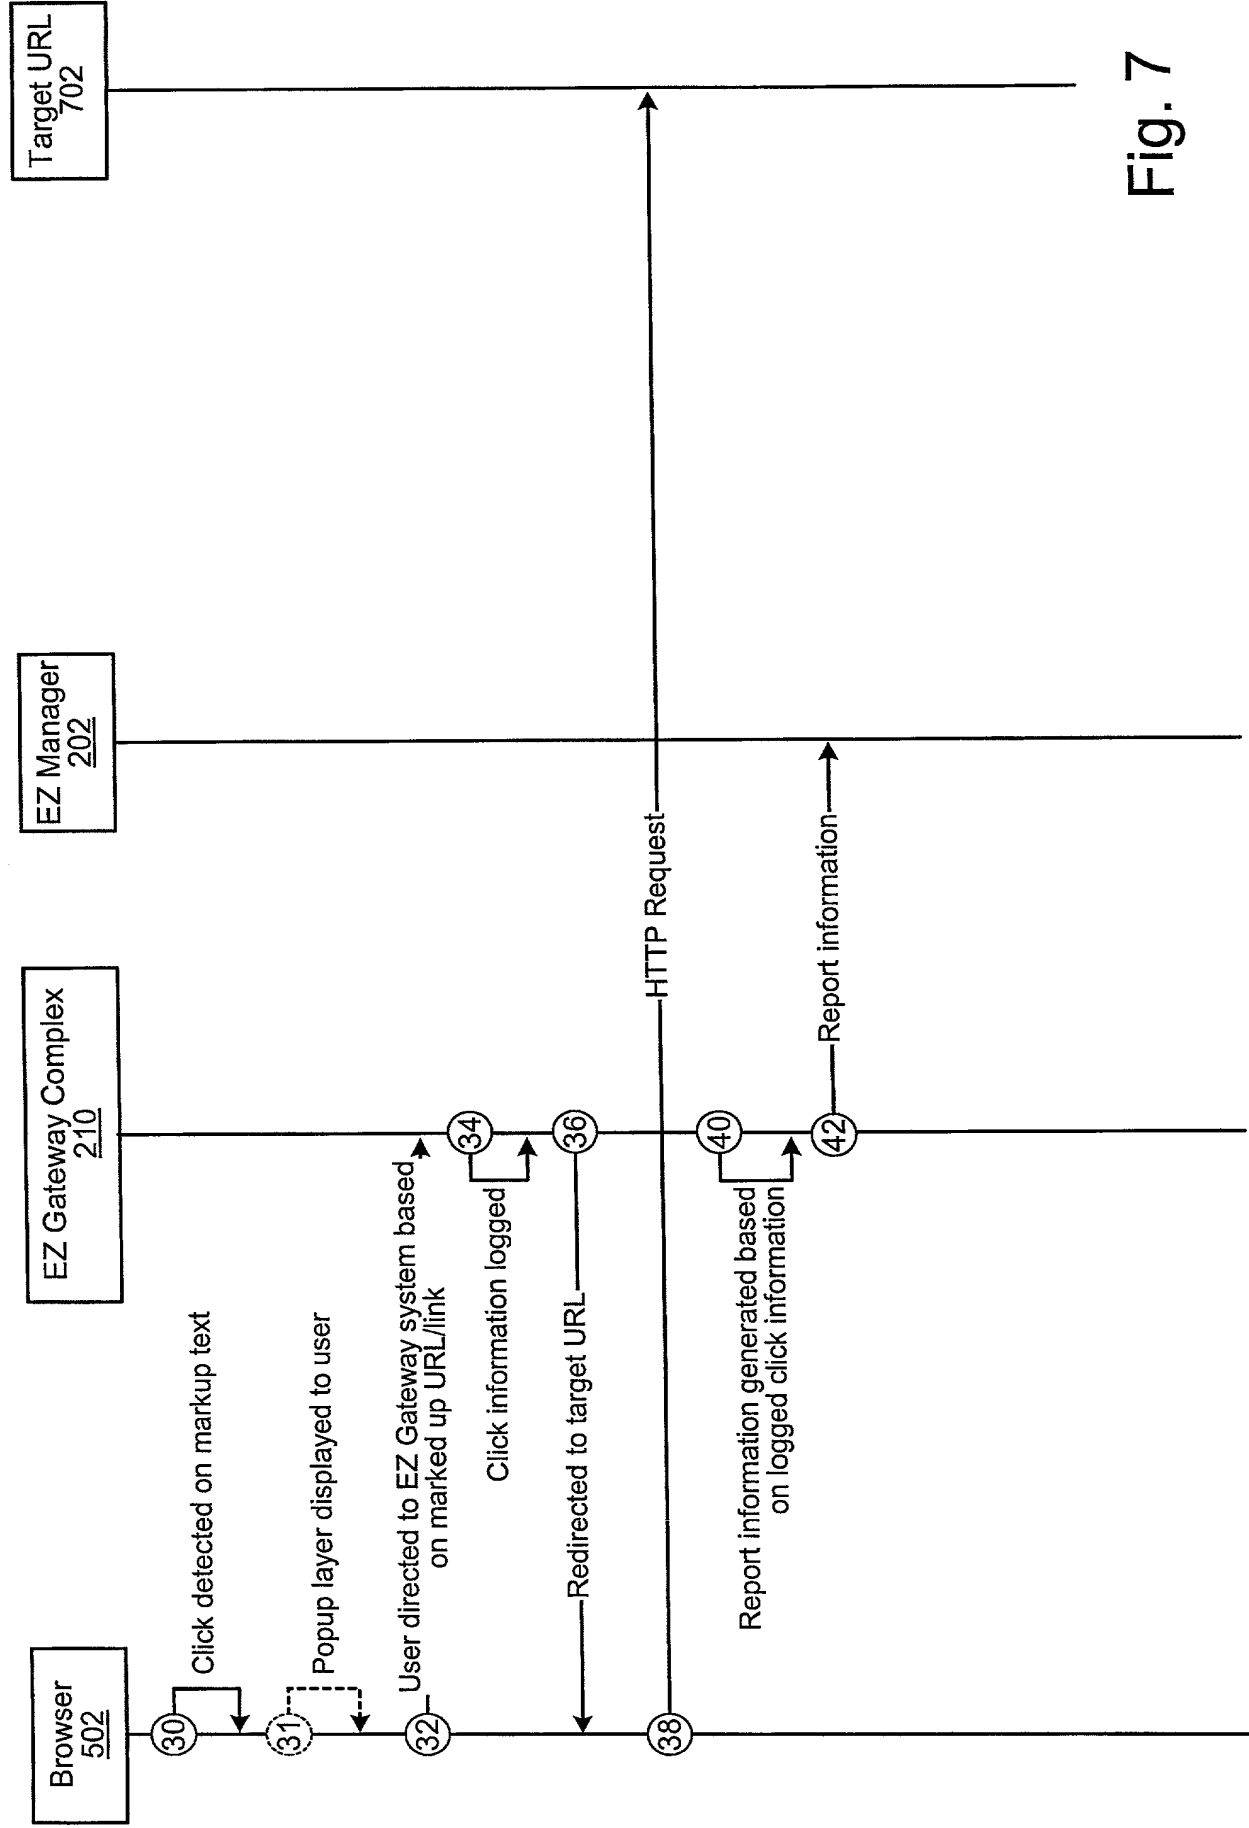 Browser
502
EZ Gateway Complex
210
EZ Manager
202
Target URL
702
30
Click detected on markup text
31
Popup layer displayed to user
32
User directed to EZ Gateway system based
on marked up URL/link
34
Click information logged
36
Redirected to target URL
38
HTTP Request
40
Report information generated based
on logged click information
42
Report information
Fig. 7